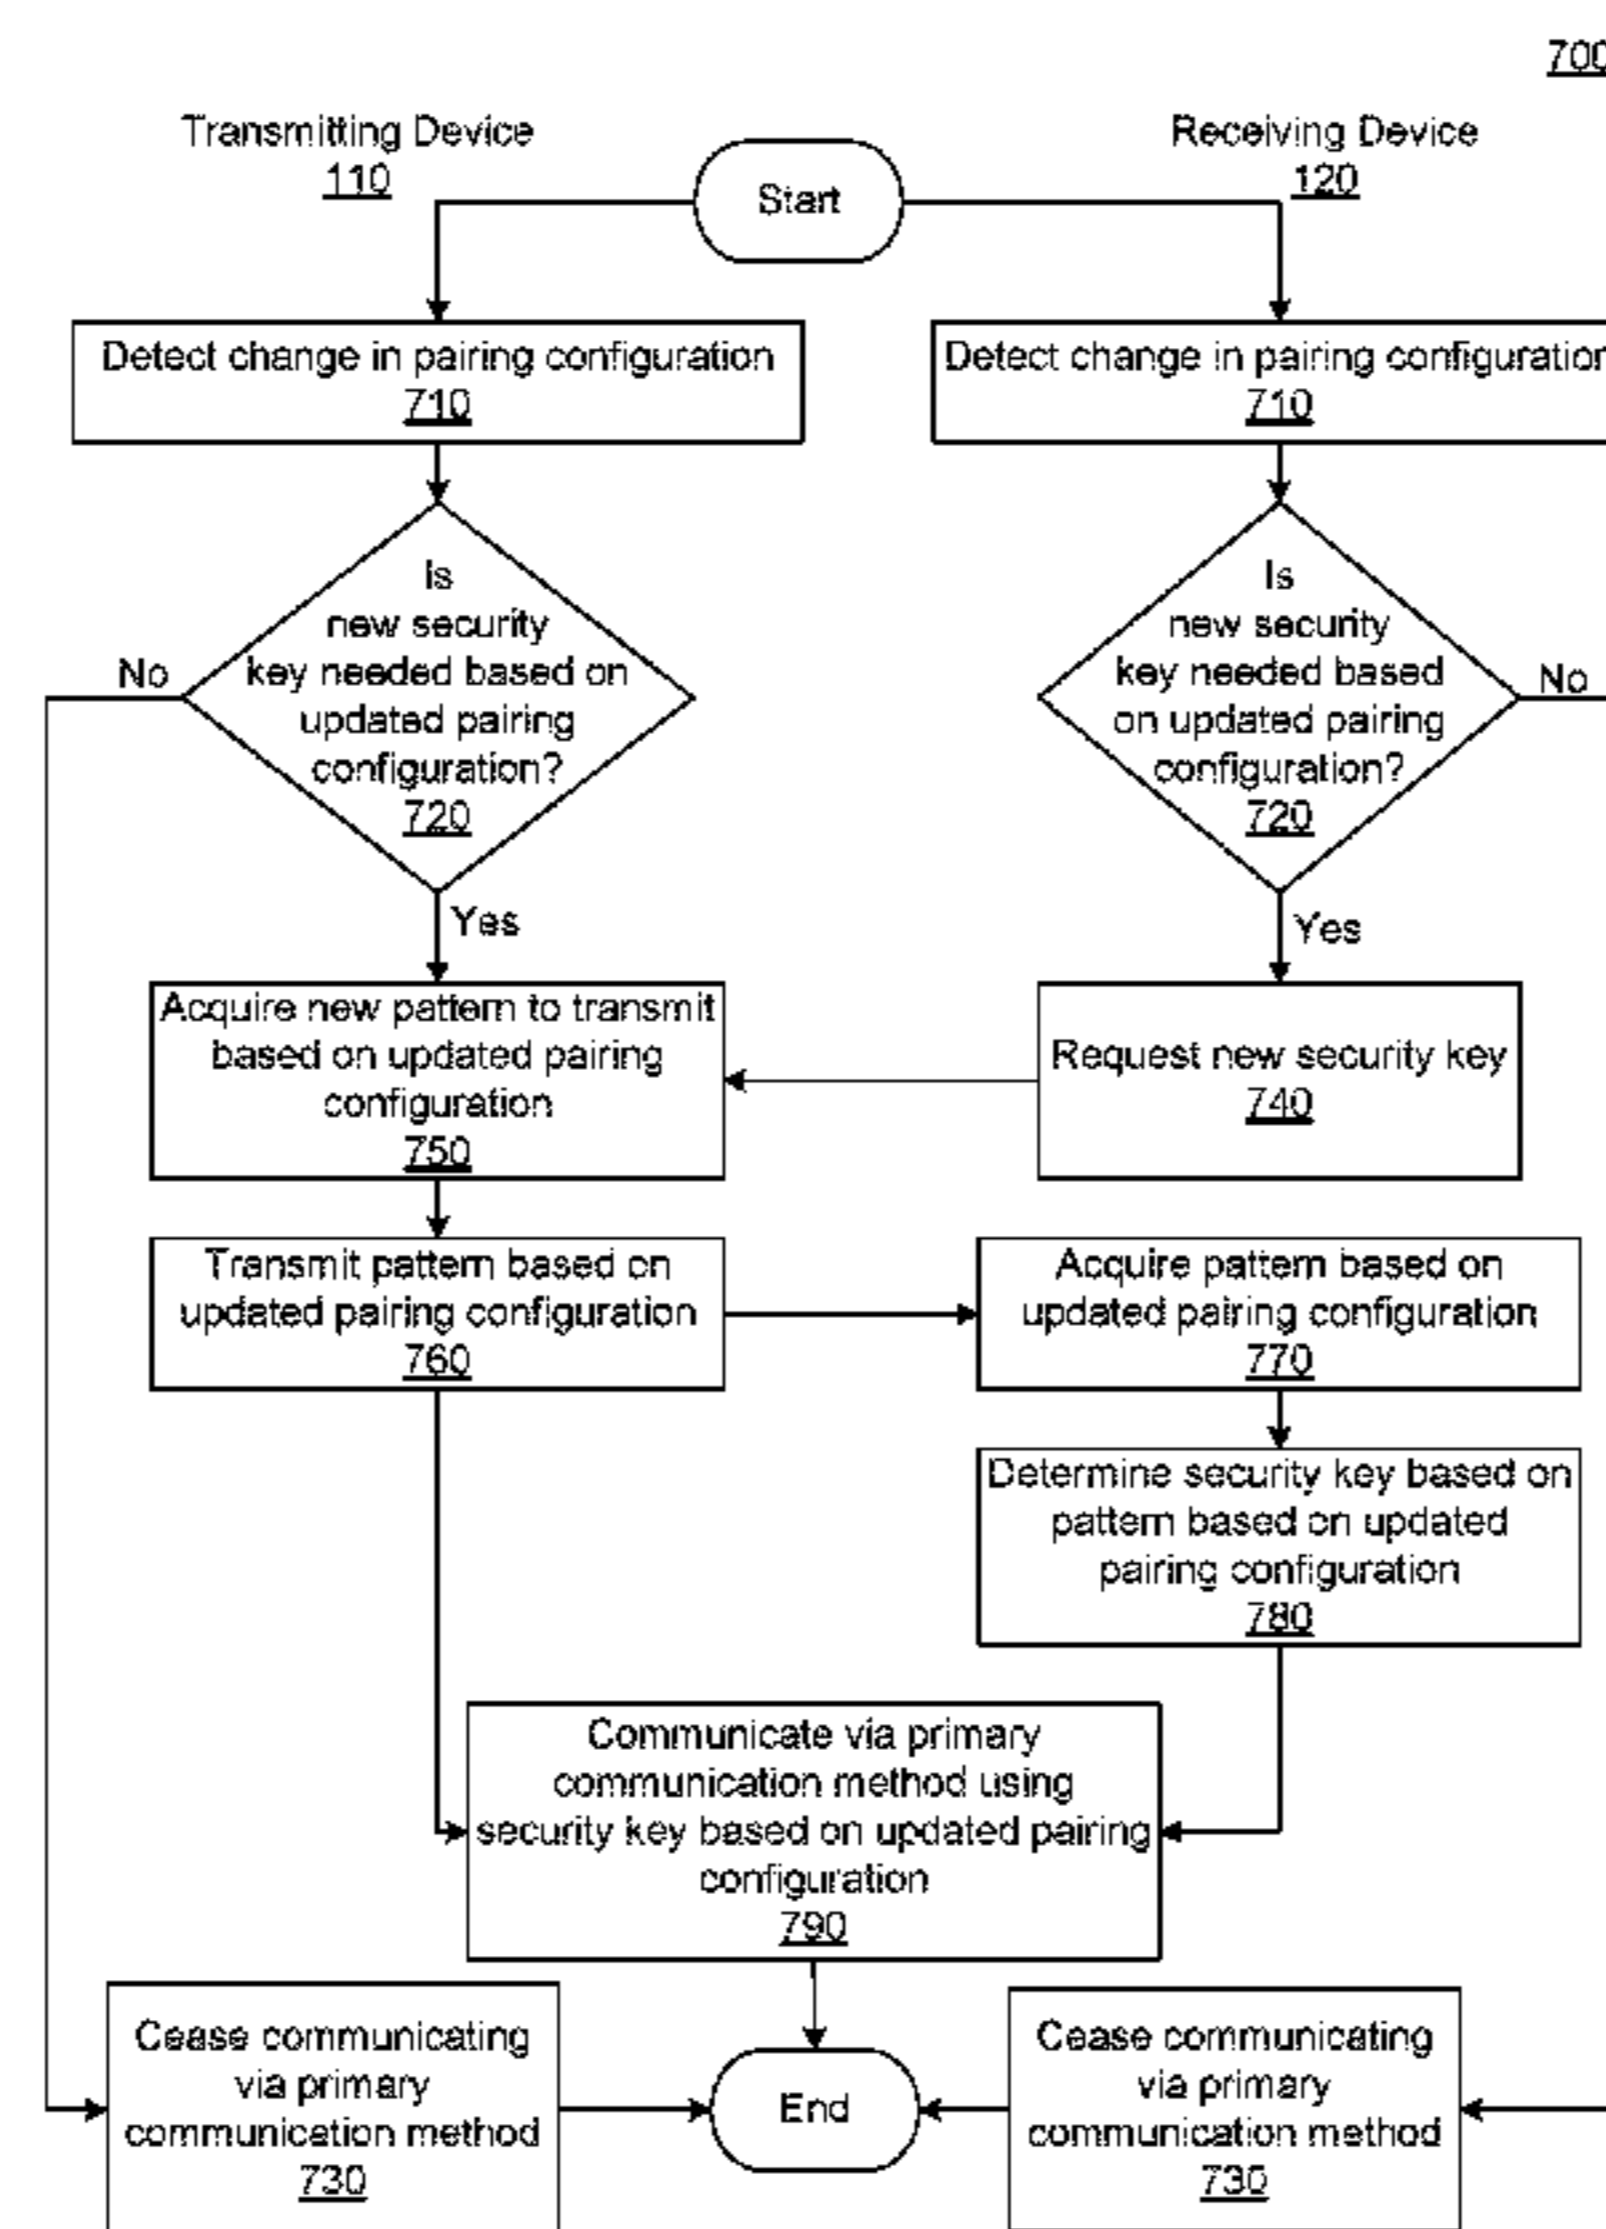 700
Transmitting Device
110
Receiving Device
120
Start
Detect change in pairing configuration
710
Detect change in pairing configuration
710
Is
new security
key needed based on
updated pairing
configuration?
720
No
Yes
Is
new security
key needed based
on updated pairing
configuration?
720
No
Yes
Acquire new pattern to transmit
based on updated pairing
configuration
750
Request new security key
740
Transmit pattern based on
updated pairing configuration
760
Acquire pattern based on
updated pairing configuration
770
Determine security key based on
pattern based on updated
pairing configuration
780
Communicate via primary
communication method using
security key based on updated pairing
configuration
790
Cease communicating
via primary
communication method
730
End
Cease communicating
via primary
communication method
730